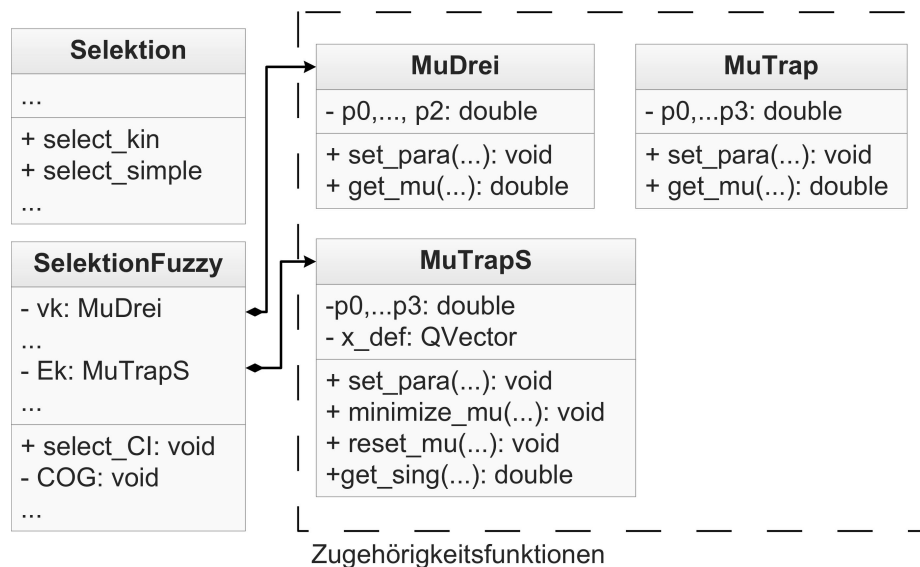 Selektion
...
+ select_kin
+ select_simple
...
SelektionFuzzy
- vk: MuDrei
...
- Ek: MuTrapS
...
+ select_CI: void
- COG: void
...
MuDrei
- p0,..., p2: double
+ set_para(...): void
+ get_mu(...): double
MuTrap
- p0,...p3: double
+ set_para(...): void
+ get_mu(...): double
MuTrapS
-p0,...p3: double
- x_def: QVector
+ set_para(...): void
+ minimize_mu(...): void
+ reset_mu(...): void
+get_sing(...): double
Zugehörigkeitsfunktionen